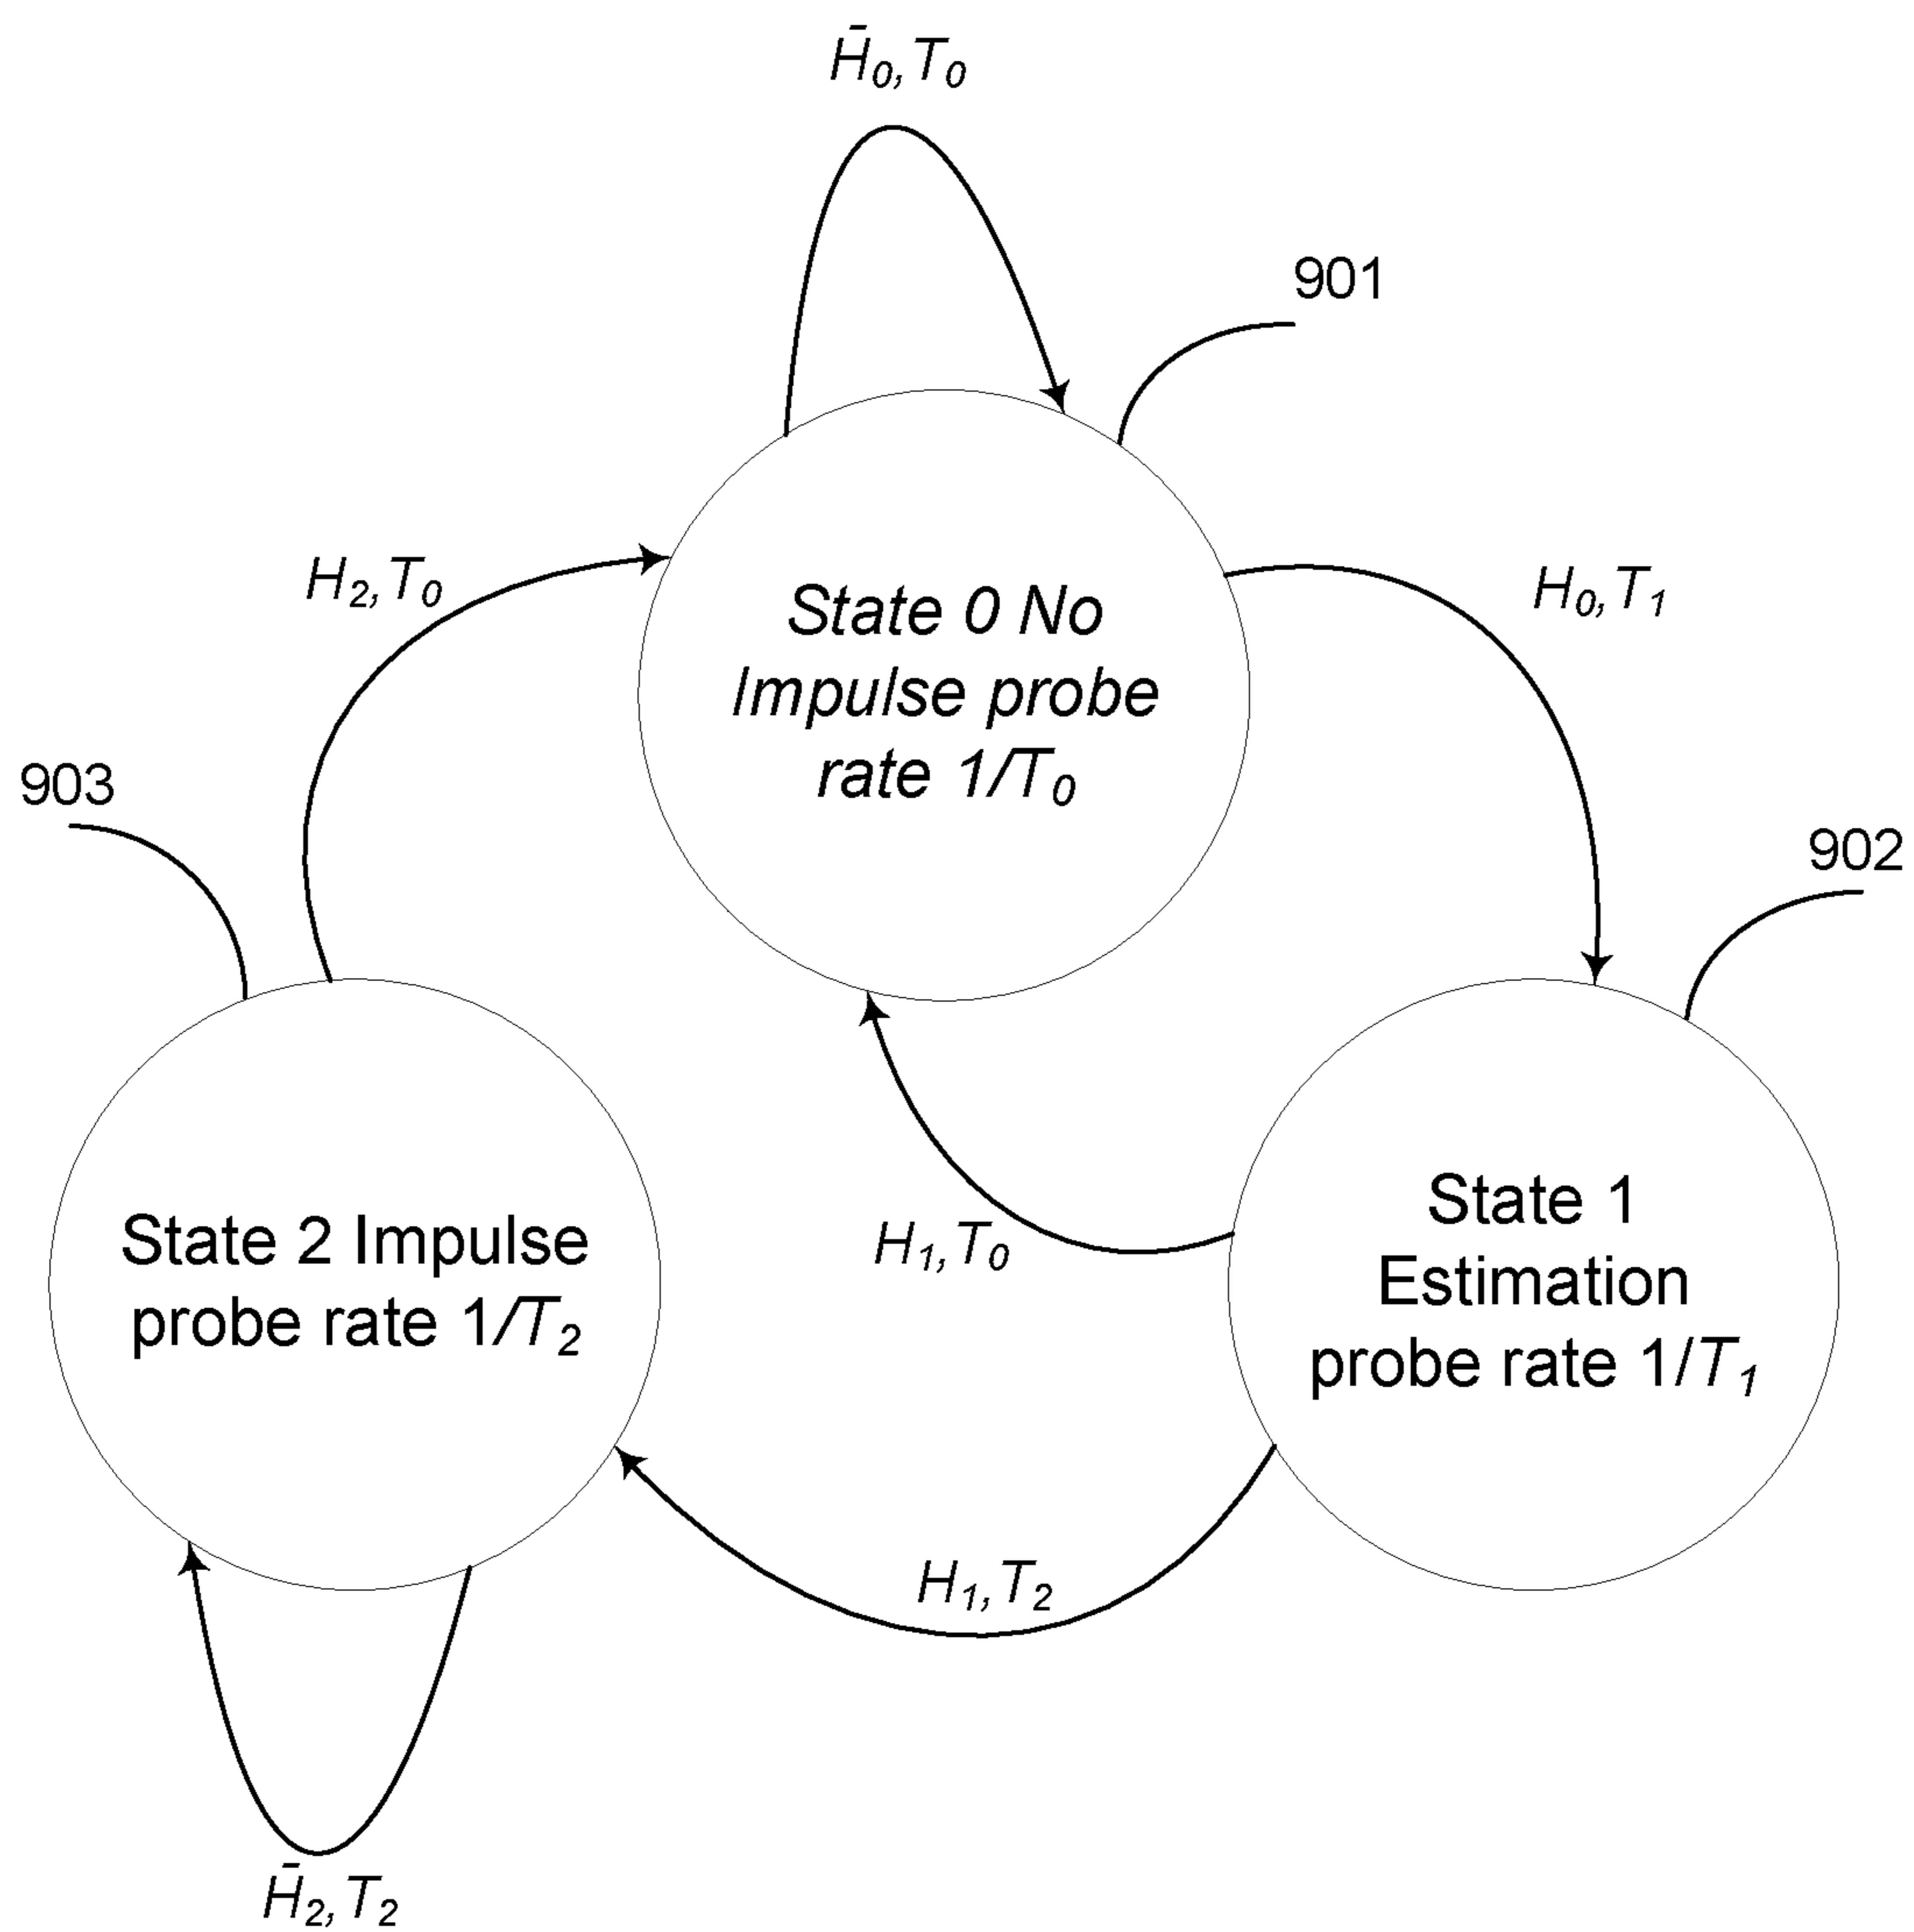 H̄₀,T₀
901
H₂,T₀
H₀,T₁
State 0 No
Impulse probe
rate 1/T₀
903
902
State 1
Estimation
probe rate 1/T₁
State 2 Impulse
probe rate 1/T₂
H₁,T₀
H₁,T₂
H̄₂,T₂